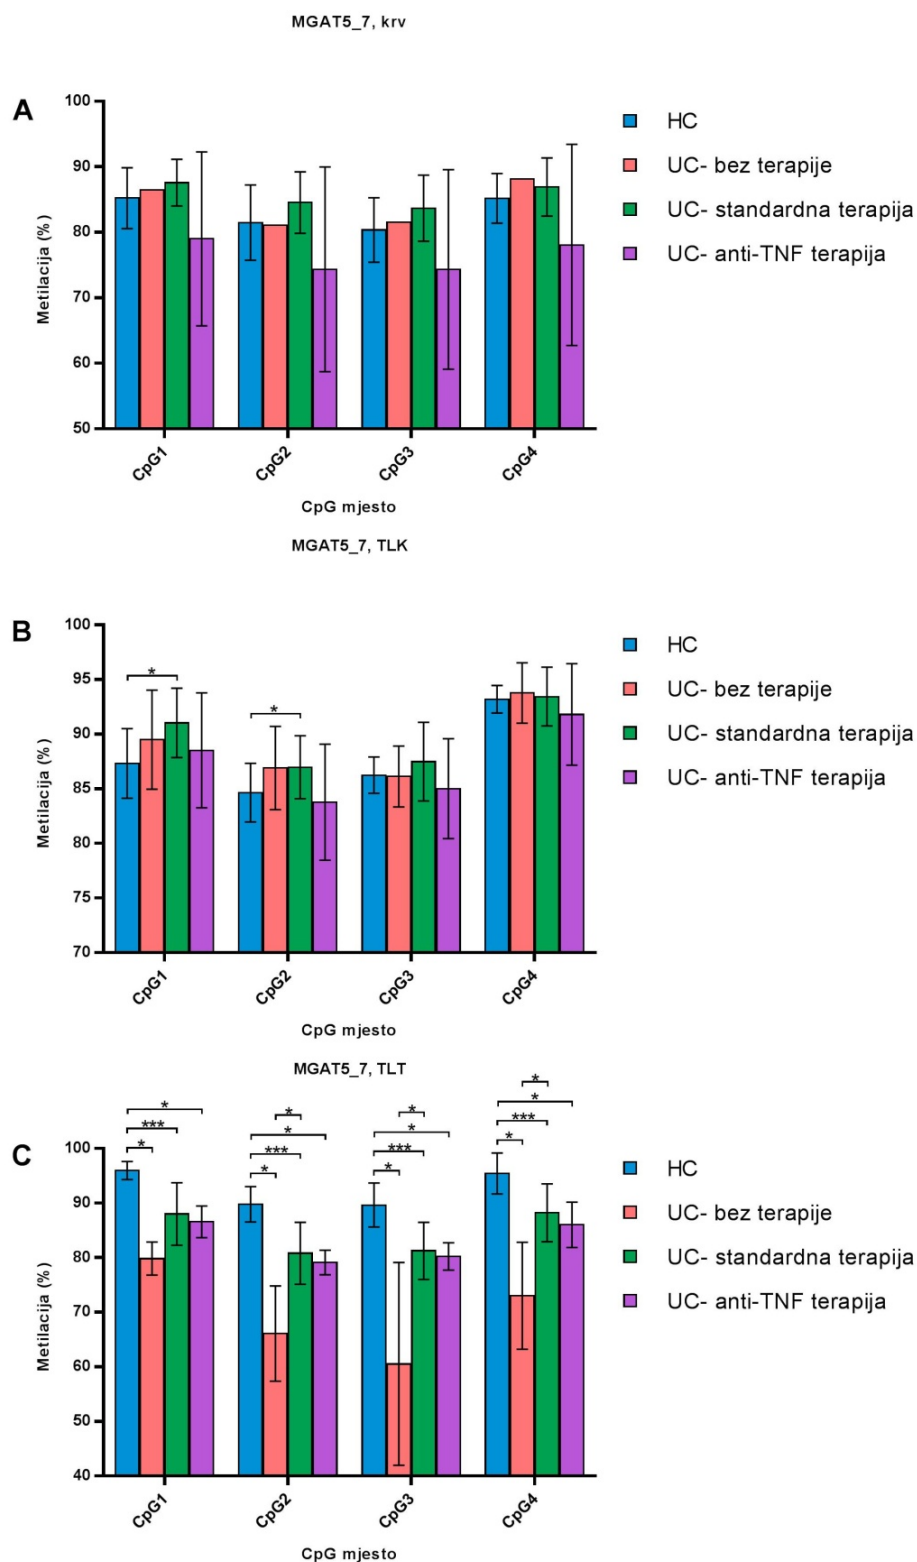 MGAT5_7, krv
A
Metilacija (%)
100
90
80
70
60
50
CpG1
CpG2
CpG3
CpG4
CpG mjesto
HC
UC- bez terapije
UC- standardna terapija
UC- anti-TNF terapija
MGAT5_7, TLK
B
Metilacija (%)
100
95
90
85
80
75
70
*
*
CpG1
CpG2
CpG3
CpG4
CpG mjesto
HC
UC- bez terapije
UC- standardna terapija
UC- anti-TNF terapija
MGAT5_7, TLT
C
Metilacija (%)
100
90
80
70
60
50
40
*
***
*
*
*
***
*
*
*
***
*
*
*
***
*
CpG1
CpG2
CpG3
CpG4
CpG mjesto
HC
UC- bez terapije
UC- standardna terapija
UC- anti-TNF terapija